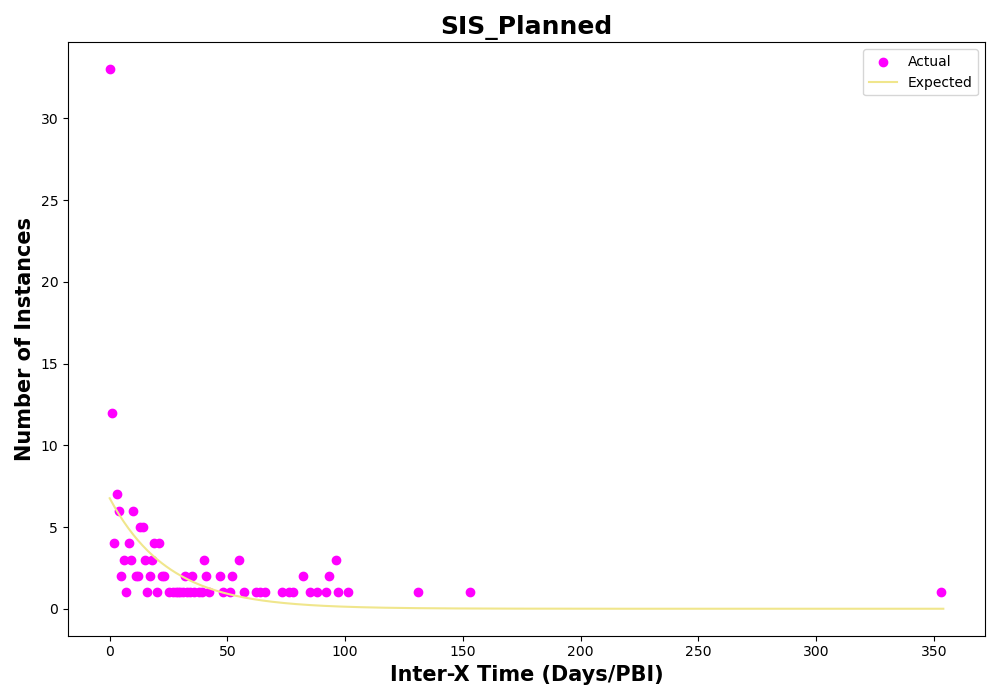 SIS_Planned
Actual
Expected
Number of Instances
30
25
20
15
10
5
0
0 50 100 150 200 250 300 350
Inter-X Time (Days/PBI)